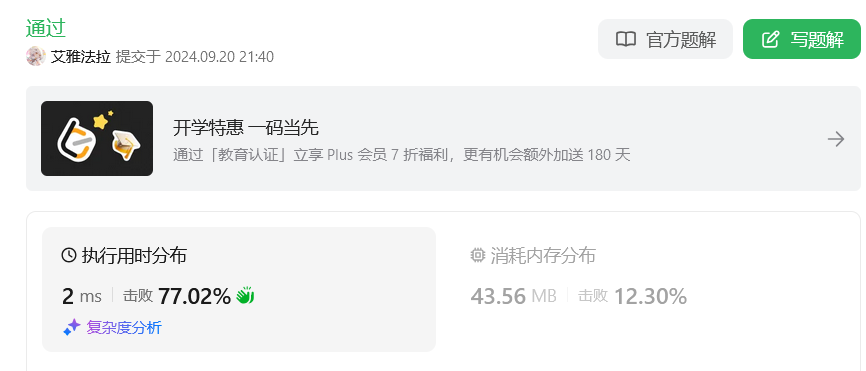 通过
艾雅法拉 提交于 2024.09.20 21:40
官方题解
写题解
开学特惠 一码当先
通过「教育认证」立享 Plus 会员 7 折福利，更有机会额外加送 180 天
执行用时分布
2 ms 击败 77.02%
复杂度分析
消耗内存分布
43.56 MB 击败 12.30%